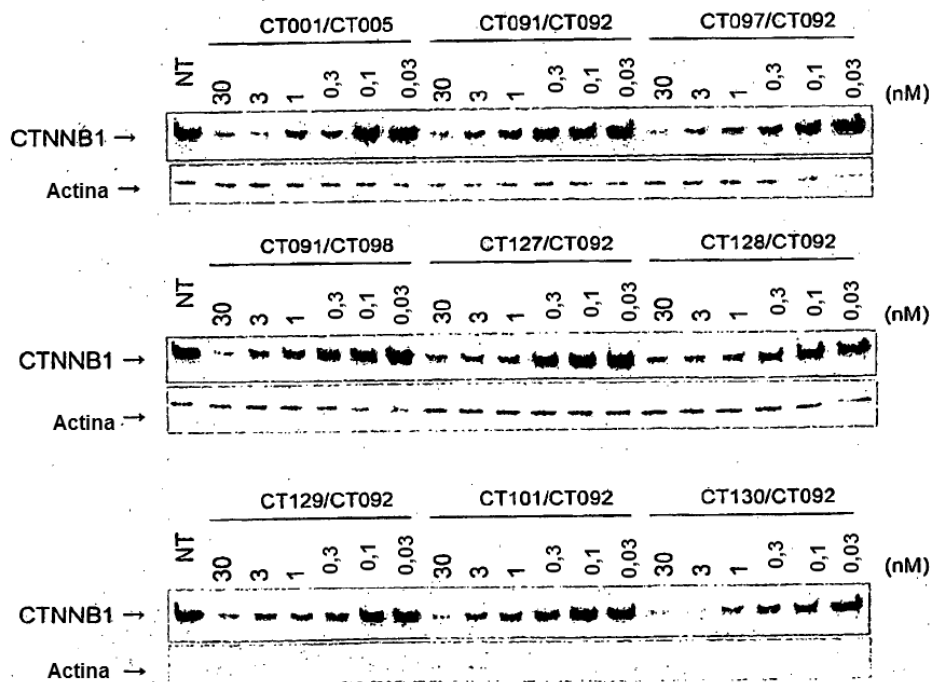 CT001/CT005 CT091/CT092 CT097/CT092
NT 30 3 1 0,3 0,1 0,03 30 3 1 0,3 0,1 0,03 30 3 1 0,3 0,1 0,03 (nM)
CTNNB1 →
Actina →
CT091/CT098 CT127/CT092 CT128/CT092
NT 30 3 1 0,3 0,1 0,03 30 3 1 0,3 0,1 0,03 30 3 1 0,3 0,1 0,03 (nM)
CTNNB1 →
Actina →
CT129/CT092 CT101/CT092 CT130/CT092
NT 30 3 1 0,3 0,1 0,03 30 3 1 0,3 0,1 0,03 30 3 1 0,3 0,1 0,03 (nM)
CTNNB1 →
Actina →